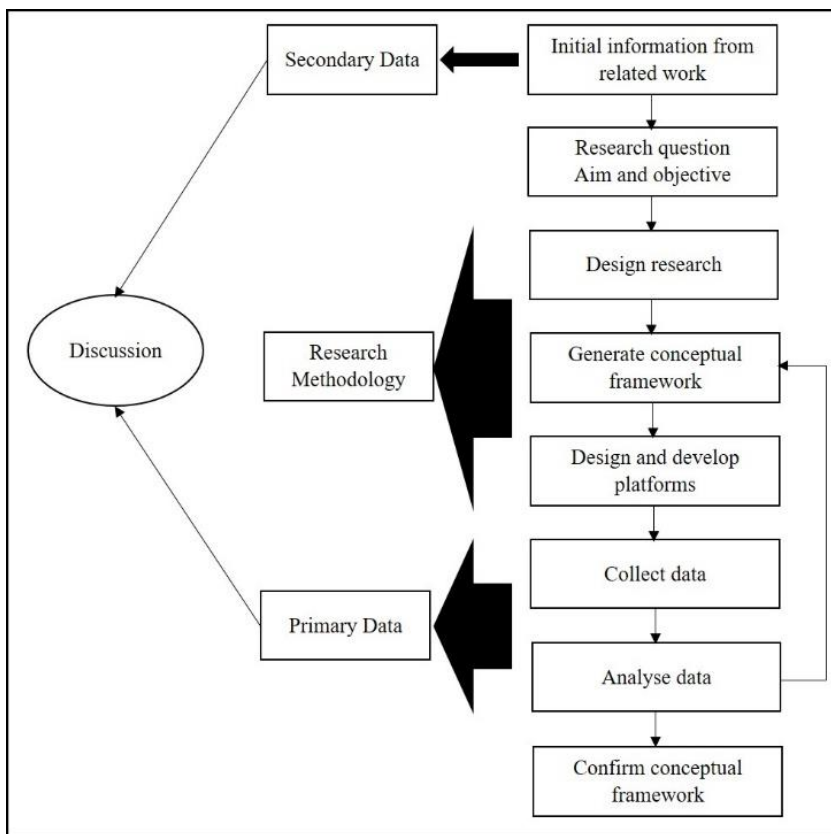 Secondary Data
Initial information from
related work
Research question
Aim and objective
Design research
Discussion
Research
Methodology
Generate conceptual
framework
Design and develop
platforms
Collect data
Primary Data
Analyse data
Confirm conceptual
framework